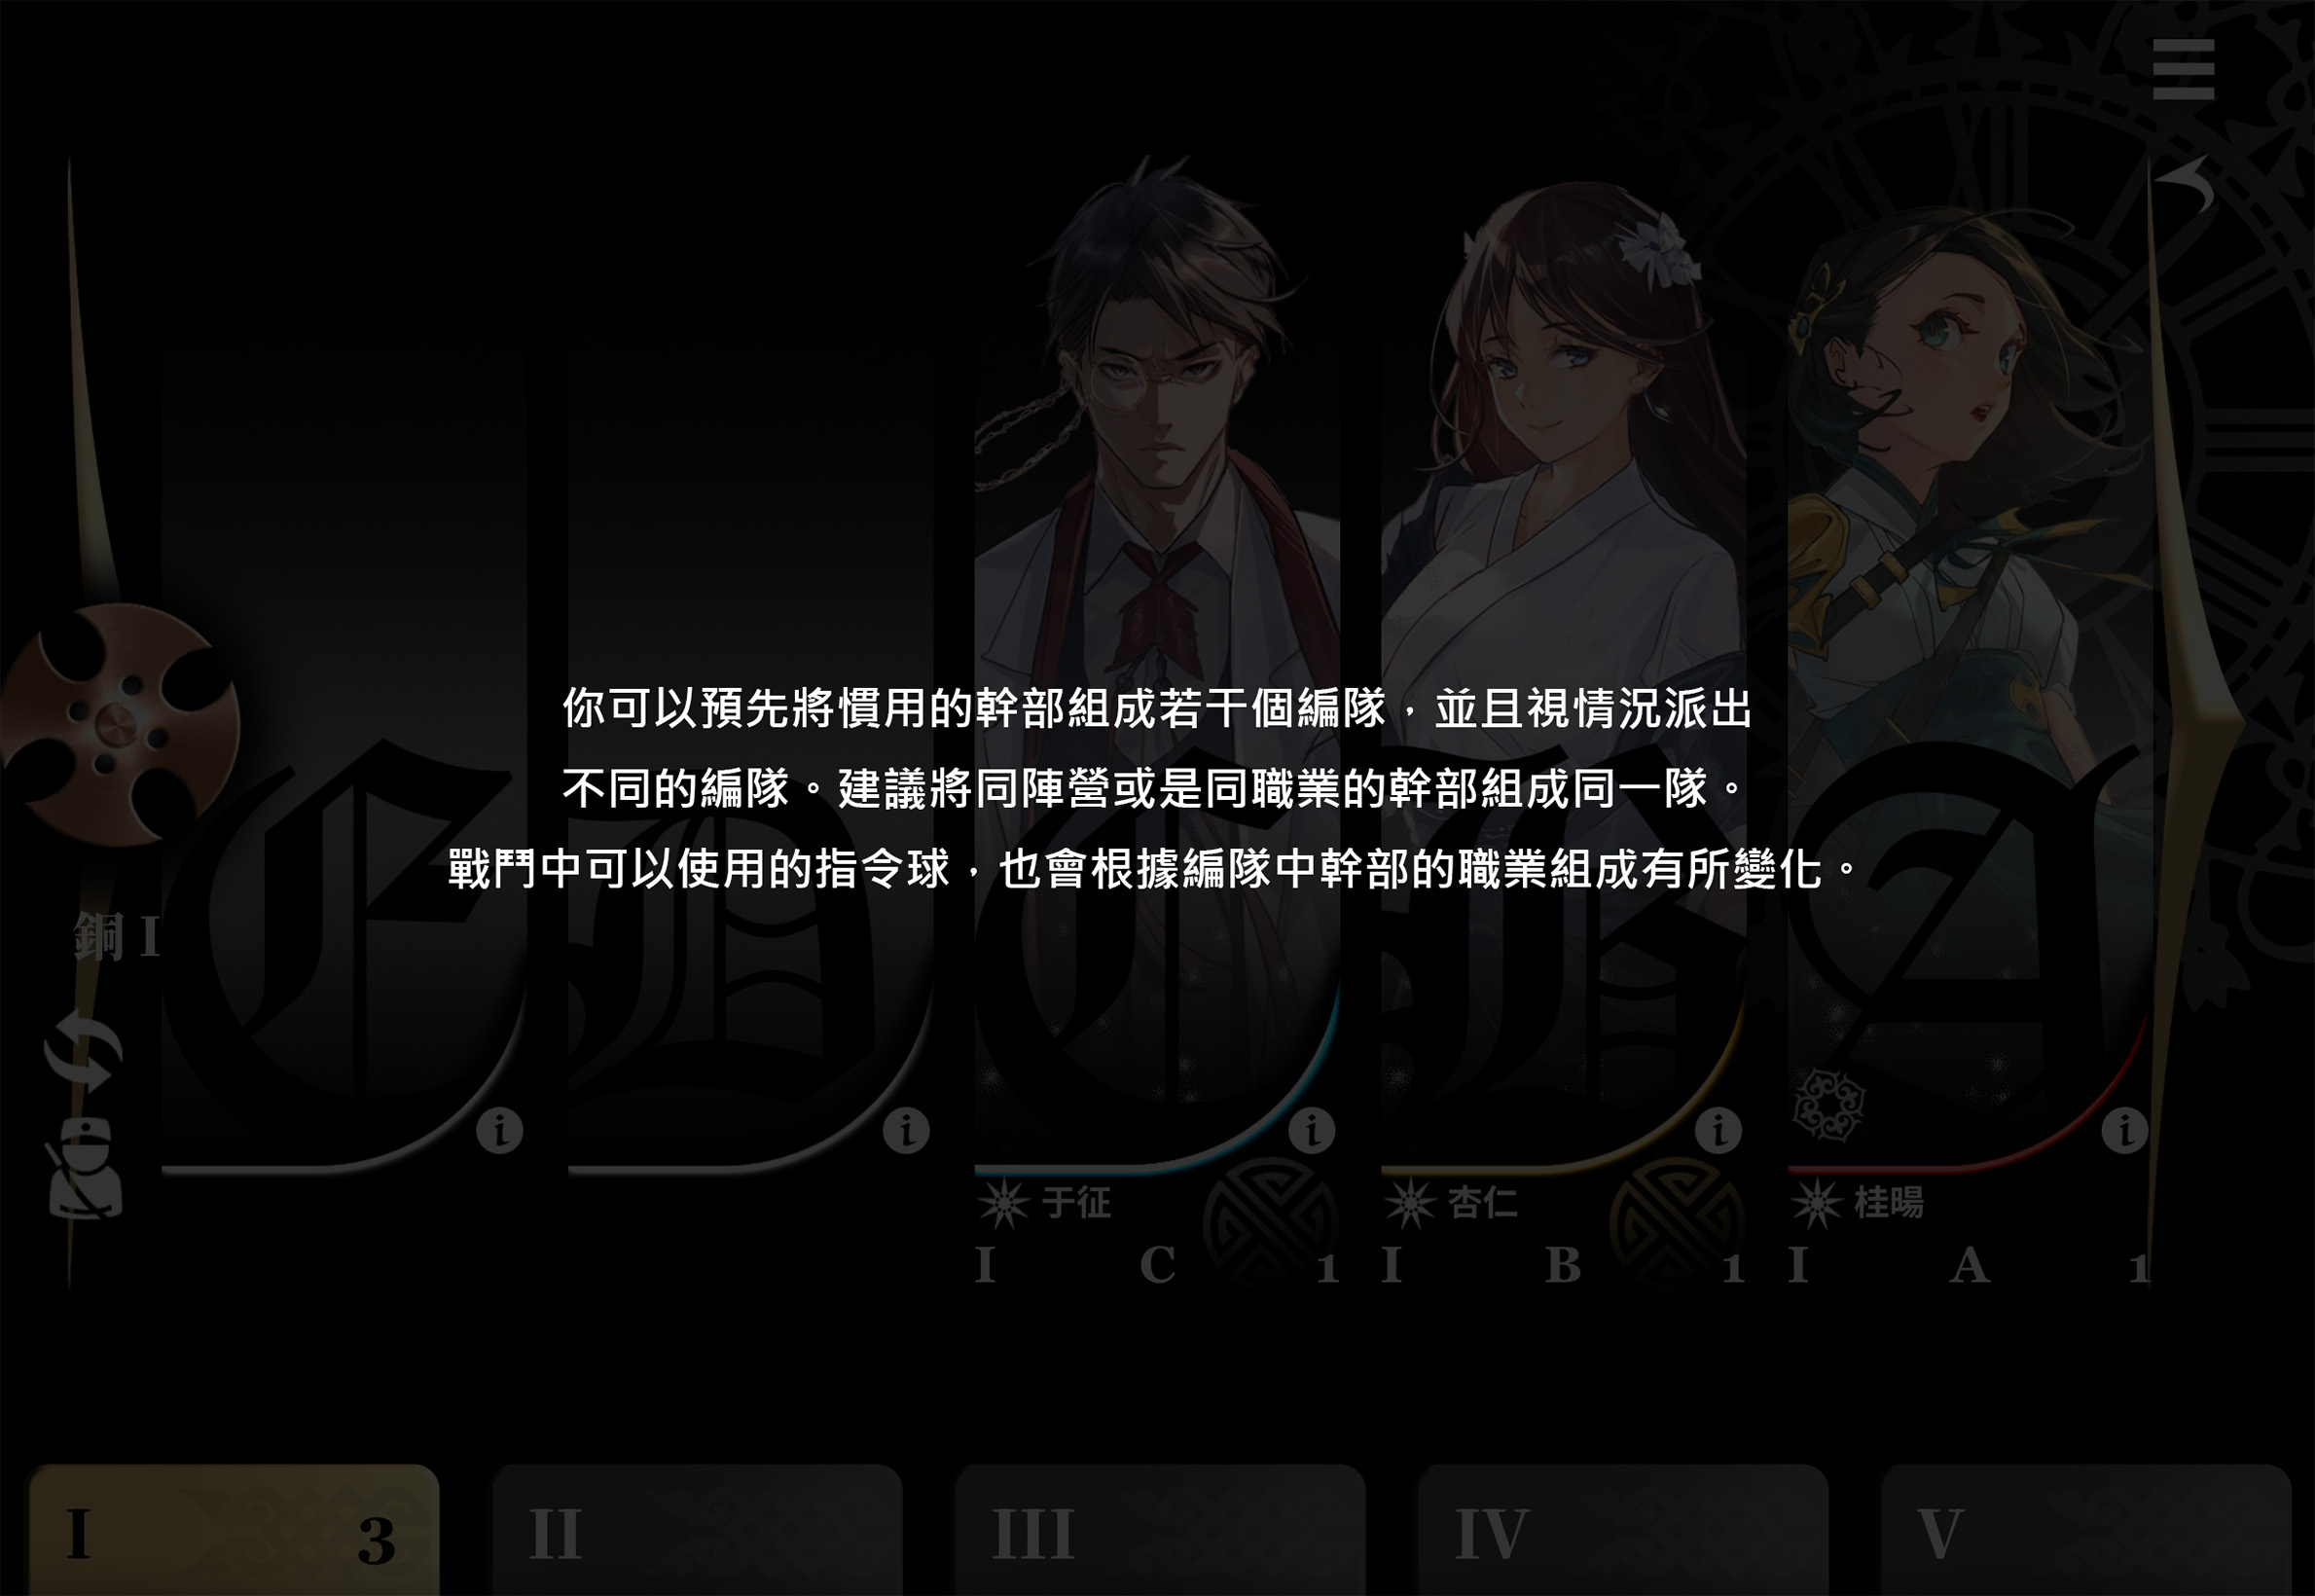 你可以預先將慣用的幹部組成若干個編隊，並且視情況派出
不同的編隊。建議將同陣營或是同職業的幹部組成同一隊。
戰鬥中可以使用的指令球，也會根據編隊中幹部的職業組成有所變化。
E D C B A
銅 I
于征 杏仁 桂暘
I C 1 I B 1 I A 1
I 3 II III IV V